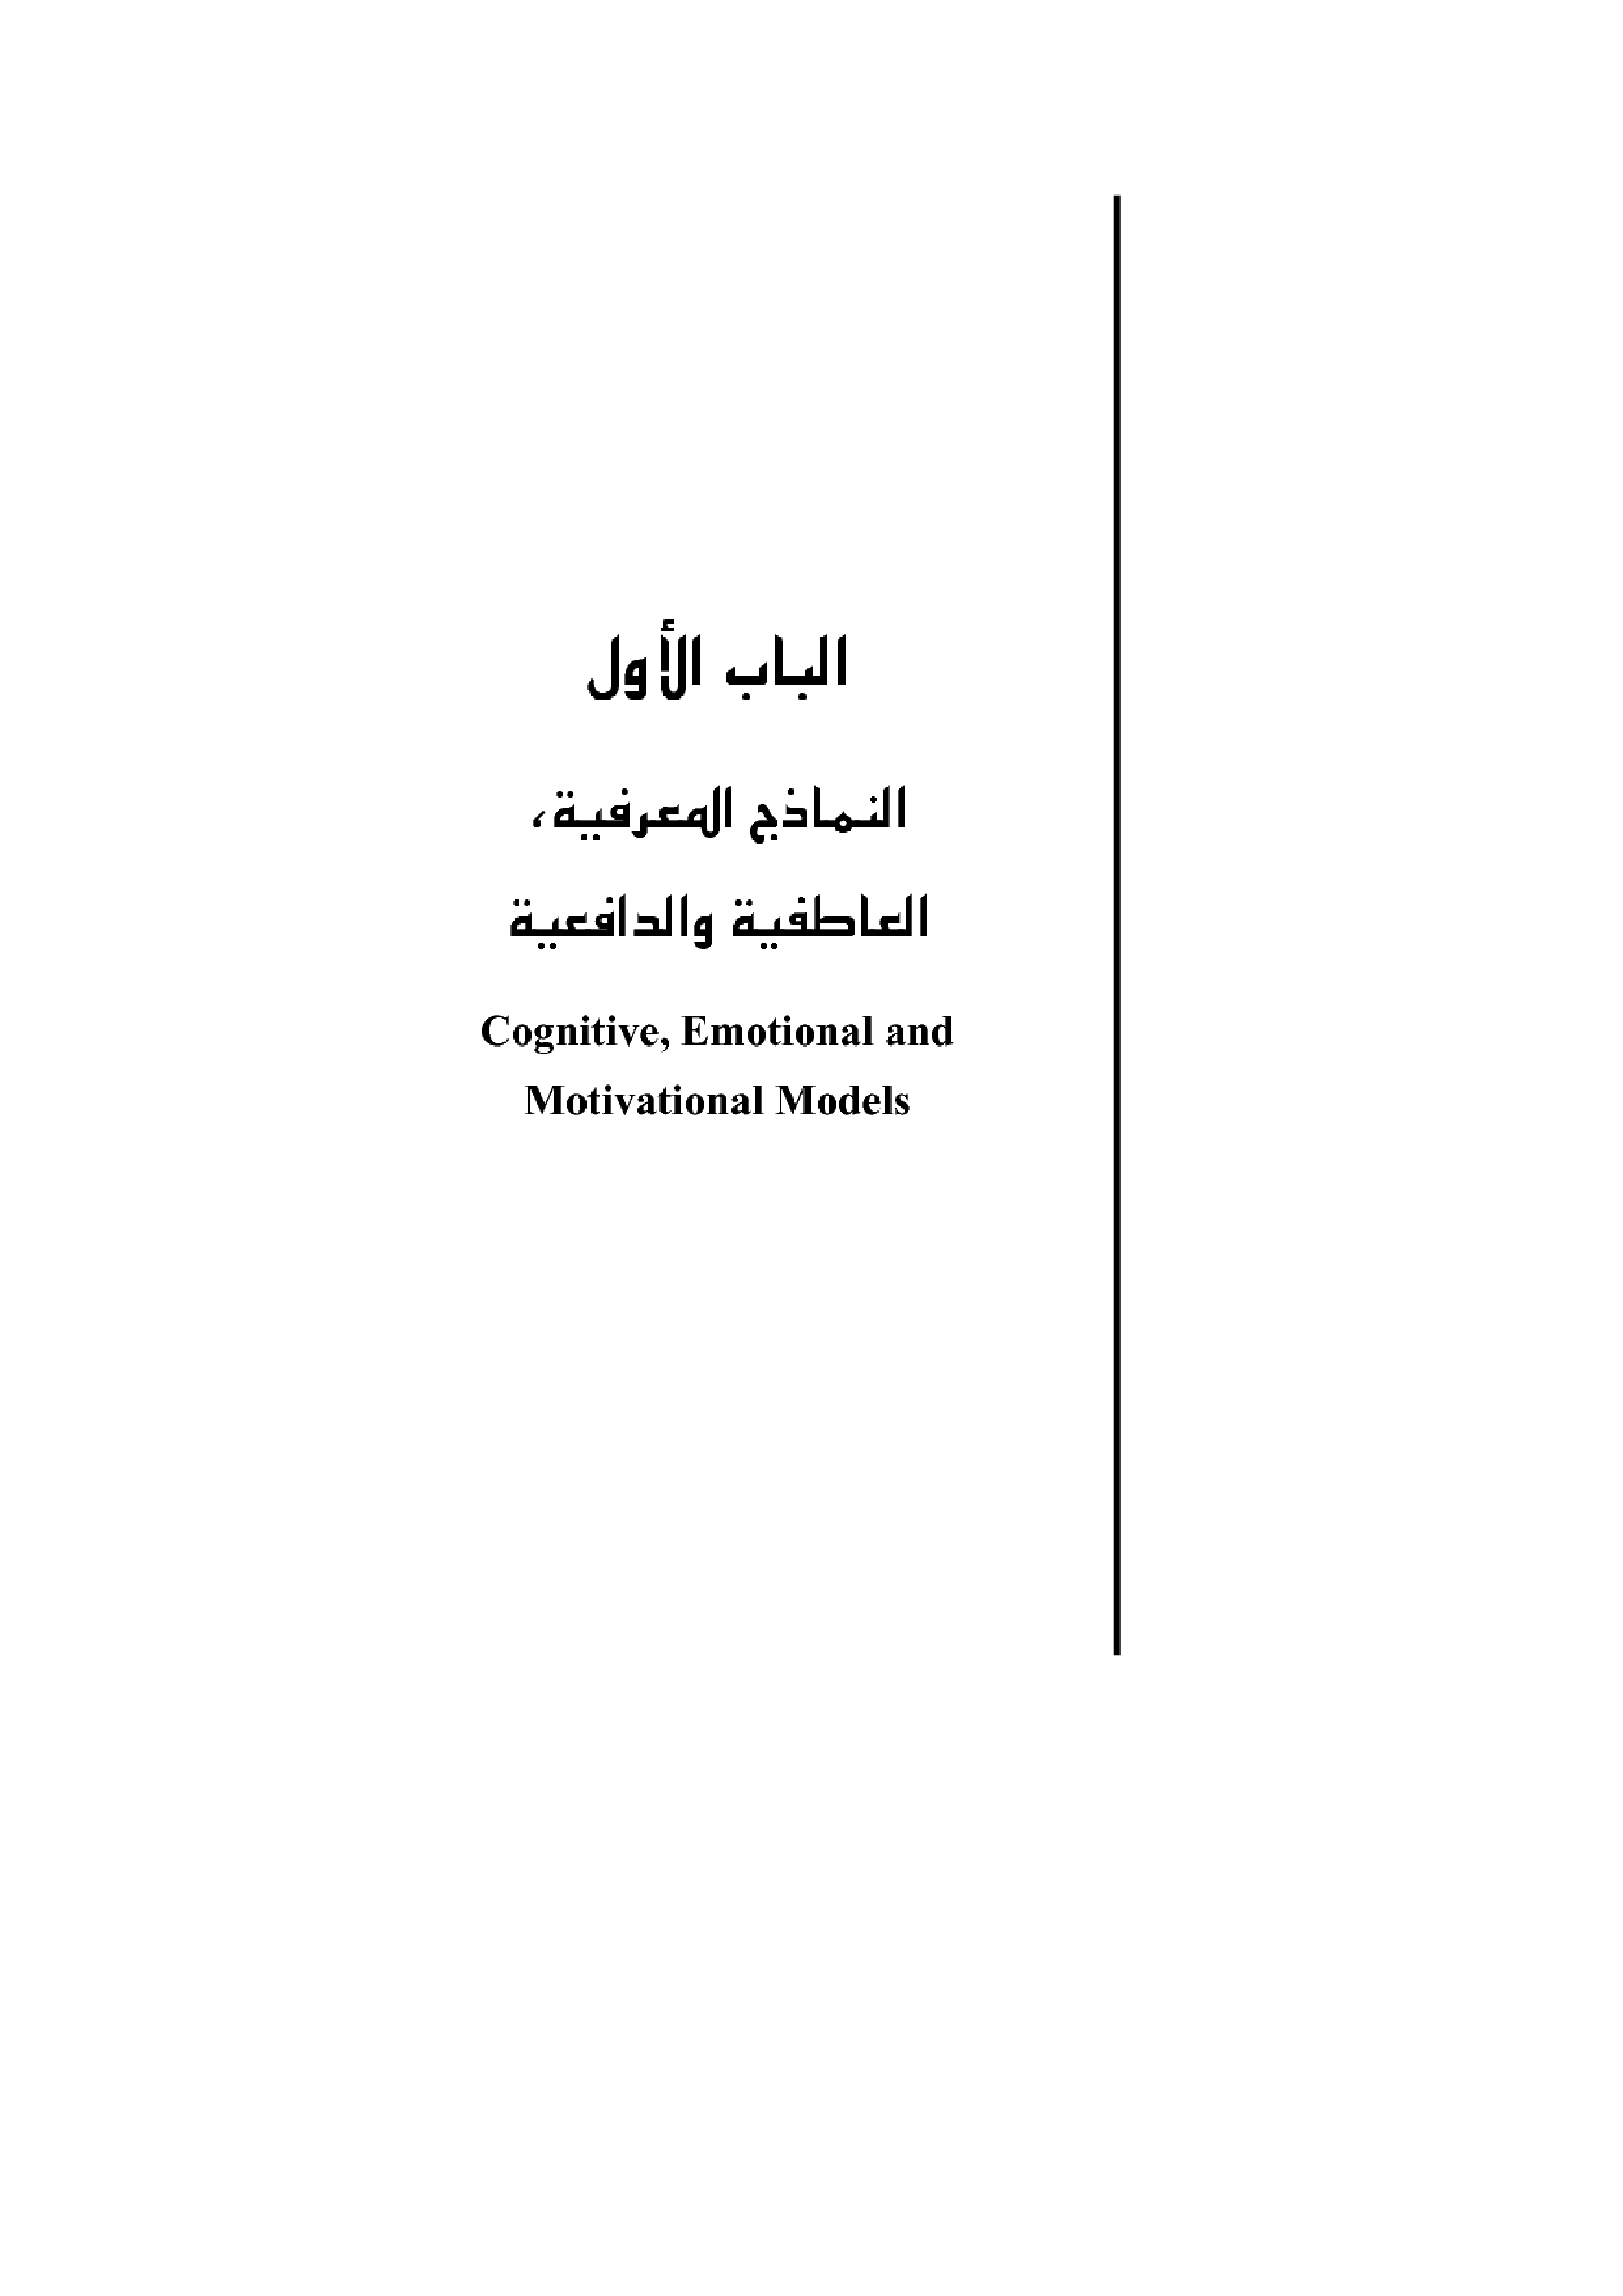 الباب الأول
النماذج المعرفية،
العاطفية والدافعية
Cognitive, Emotional and
Motivational Models